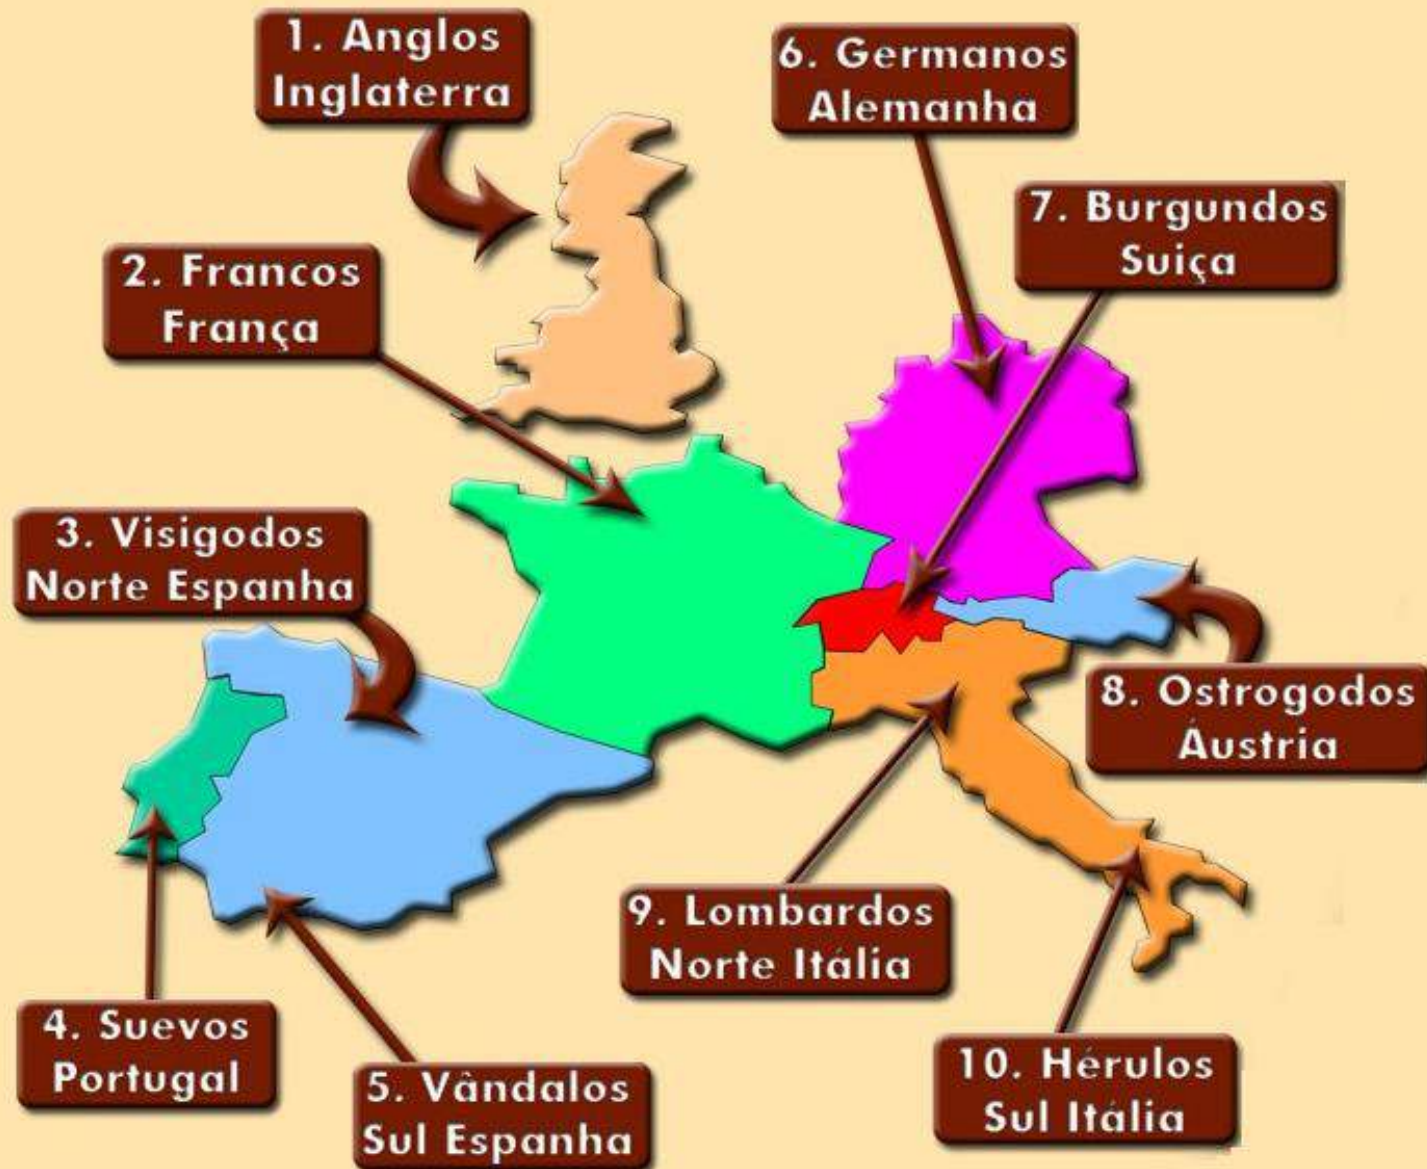 1. Anglos
Inglaterra
2. Francos
França
3. Visigodos
Norte Espanha
4. Suevos
Portugal
5. Vândalos
Sul Espanha
6. Germanos
Alemanha
7. Burgundos
Suiça
8. Ostrogodos
Áustria
9. Lombardos
Norte Itália
10. Hérulos
Sul Itália